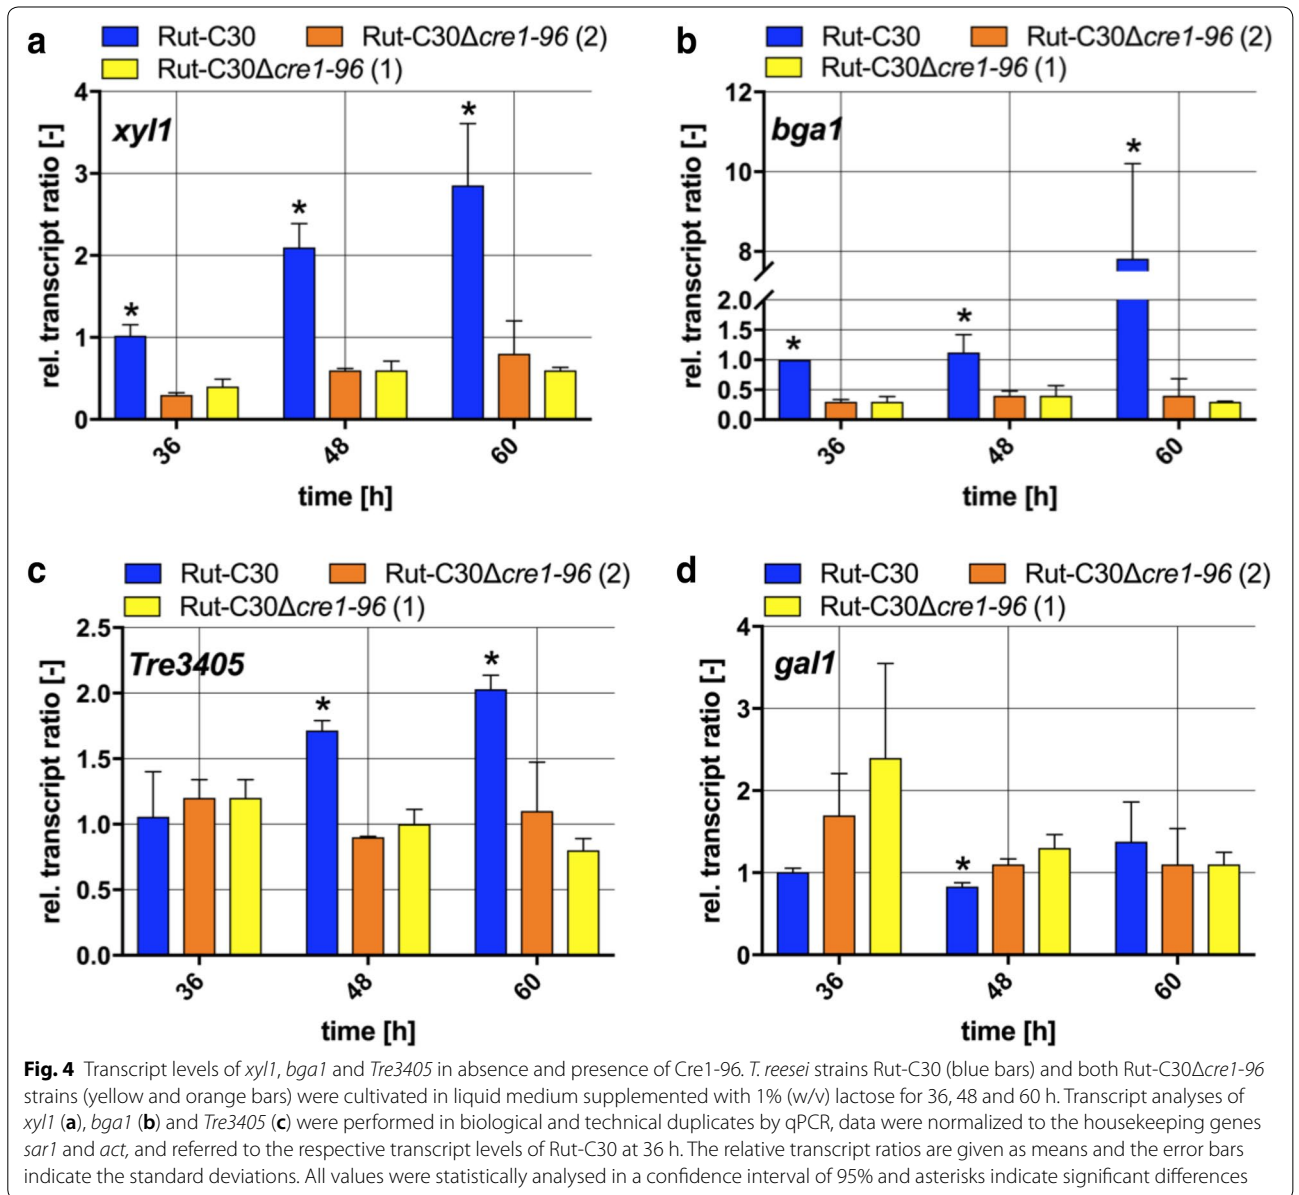 a
Rut-C30
Rut-C30Δcre1-96 (2)
Rut-C30Δcre1-96 (1)
xyl1
rel. transcript ratio [-]
4
3
2
1
0
*
*
*
36
48
60
time [h]
b
Rut-C30
Rut-C30Δcre1-96 (2)
Rut-C30Δcre1-96 (1)
bga1
rel. transcript ratio [-]
12
10
8
2.0
1.5
1.0
0.5
0.0
*
*
*
36
48
60
time [h]
c
Rut-C30
Rut-C30Δcre1-96 (2)
Rut-C30Δcre1-96 (1)
Tre3405
rel. transcript ratio [-]
2.5
2.0
1.5
1.0
0.5
0.0
*
*
36
48
60
time [h]
d
Rut-C30
Rut-C30Δcre1-96 (2)
Rut-C30Δcre1-96 (1)
gal1
rel. transcript ratio [-]
4
3
2
1
0
*
36
48
60
time [h]
Fig. 4 Transcript levels of xyl1, bga1 and Tre3405 in absence and presence of Cre1-96. T. reesei strains Rut-C30 (blue bars) and both Rut-C30Δcre1-96
strains (yellow and orange bars) were cultivated in liquid medium supplemented with 1% (w/v) lactose for 36, 48 and 60 h. Transcript analyses of
xyl1 (a), bga1 (b) and Tre3405 (c) were performed in biological and technical duplicates by qPCR, data were normalized to the housekeeping genes
sar1 and act, and referred to the respective transcript levels of Rut-C30 at 36 h. The relative transcript ratios are given as means and the error bars
indicate the standard deviations. All values were statistically analysed in a confidence interval of 95% and asterisks indicate significant differences